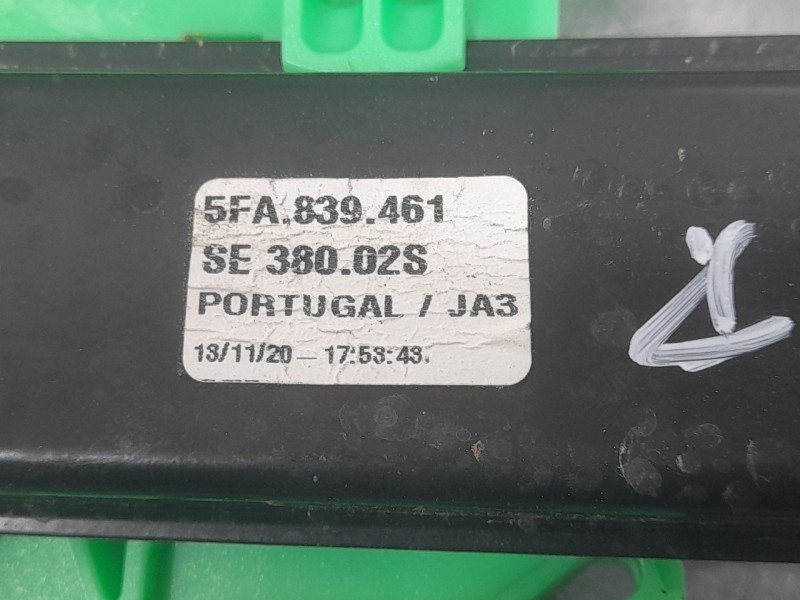 5FA.839.461
SE 380.02S
PORTUGAL / JA3
13/11/20 - 17:53:43.